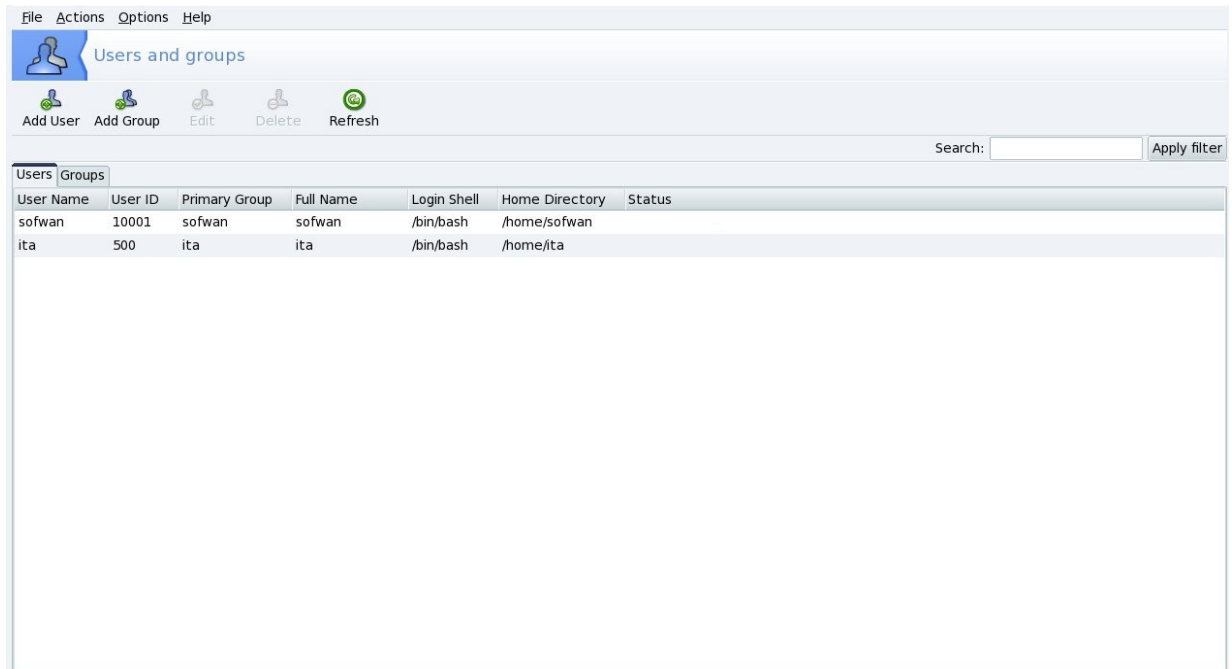 File Actions Options Help
Users and groups
Add User Add Group Edit Delete Refresh
Search: Apply filter
Users Groups
User Name User ID Primary Group Full Name Login Shell Home Directory Status
sofwan 10001 sofwan sofwan /bin/bash /home/sofwan
ita 500 ita ita /bin/bash /home/ita